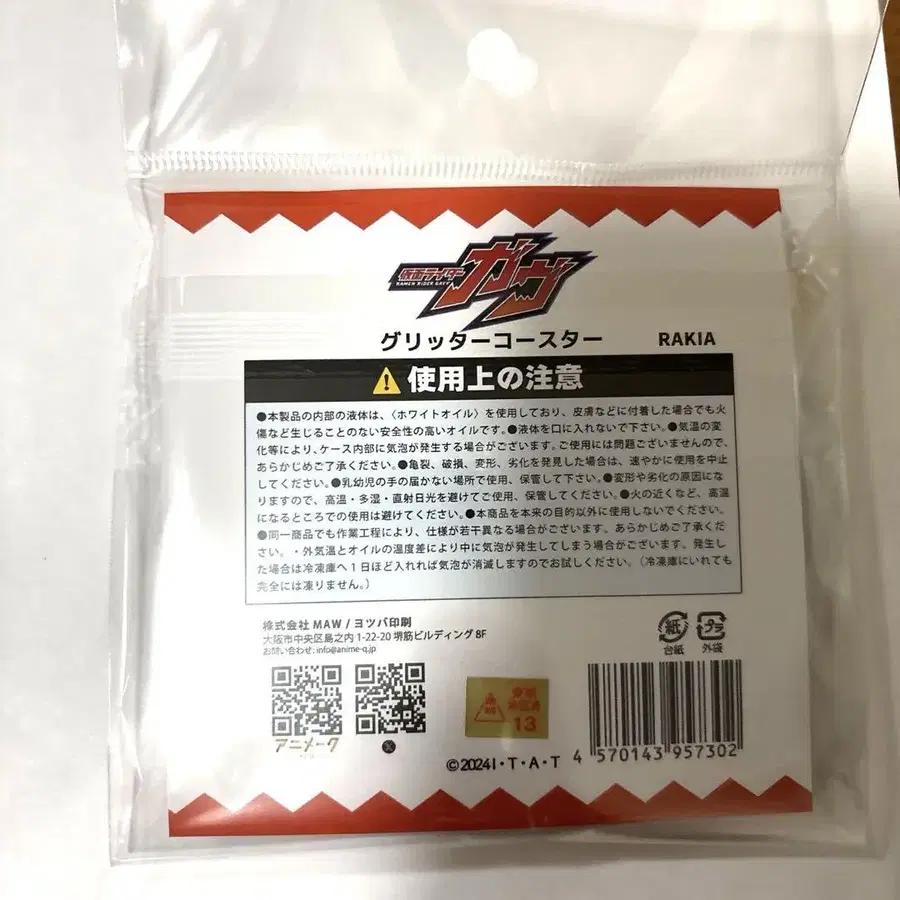 仮面ライダー
KAMEN RIDER GAVV
ガヴ
グリッターコースター RAKIA
使用上の注意
●本製品の内部の液体は、〈ホワイトオイル〉を使用しており、皮膚などに付着した場合でも火
傷など生じることのない安全性の高いオイルです。●液体を口に入れないで下さい。●気温の変
化等により、ケース内部に気泡が発生する場合がございます。ご使用には問題ございませんので、
あらかじめご了承ください。●亀裂、破損、変形、劣化を発見した場合は、速やかに使用を中止
してください。●乳幼児の手の届かない場所で使用、保管して下さい。●変形や劣化の原因にな
りますので、高温・多湿・直射日光を避けてご使用、保管してください。●火の近くなど、高温
になるところでの使用は避けてください。●本商品を本来の目的以外に使用しないでください。
●同一商品でも作業工程により、仕様が若干異なる場合がございます。あらかじめご了承くださ
い。・外気温とオイルの温度差により中に気泡が発生してしまう場合がございます。発生し
た場合は冷凍庫へ1日ほど入れれば気泡が消滅しますのでお試しください。（冷凍庫にいれても
完全には凍りません。）
株式会社 MAW / ヨツバ印刷
大阪市中央区島之内 1-22-20 堺筋ビルディング 8F
お問い合わせ: info@anime-q.jp
紙 プラ
台紙 外袋
アニメーク
13
©2024 I・T・A・T
4 570143 957302